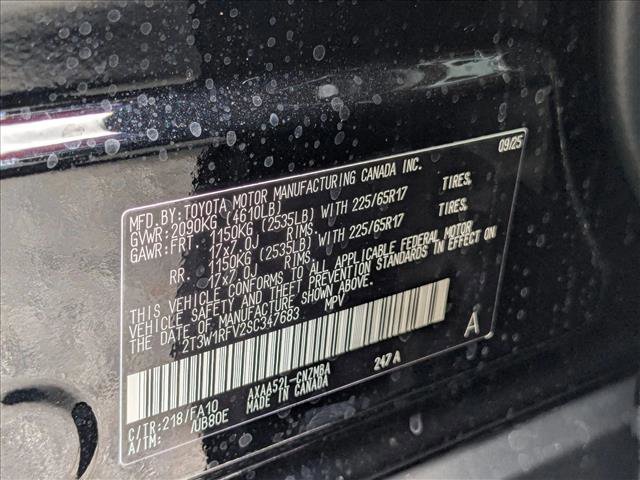 MFD.BY:TOYOTA MOTOR MANUFACTURING CANADA INC. 09/25
GVWR:2090KG (4610LB)
GAWR:FRT. 1150KG (2535LB) WITH 225/65R17 TIRES,
17x7.0J RIMS,
RR. 1150KG (2535LB) WITH 225/65R17 TIRES,
17x7.0J RIMS.
THIS VEHICLE CONFORMS TO ALL APPLICABLE FEDERAL MOTOR
VEHICLE SAFETY AND THEFT PREVENTION STANDARDS IN EFFECT ON
THE DATE OF MANUFACTURE SHOWN ABOVE.
2T3W1RFV2SC347683 MPV
A
C/TR:218/FA10 AXAA52L-CNZMBA 247A
A/TM: /UB80E MADE IN CANADA